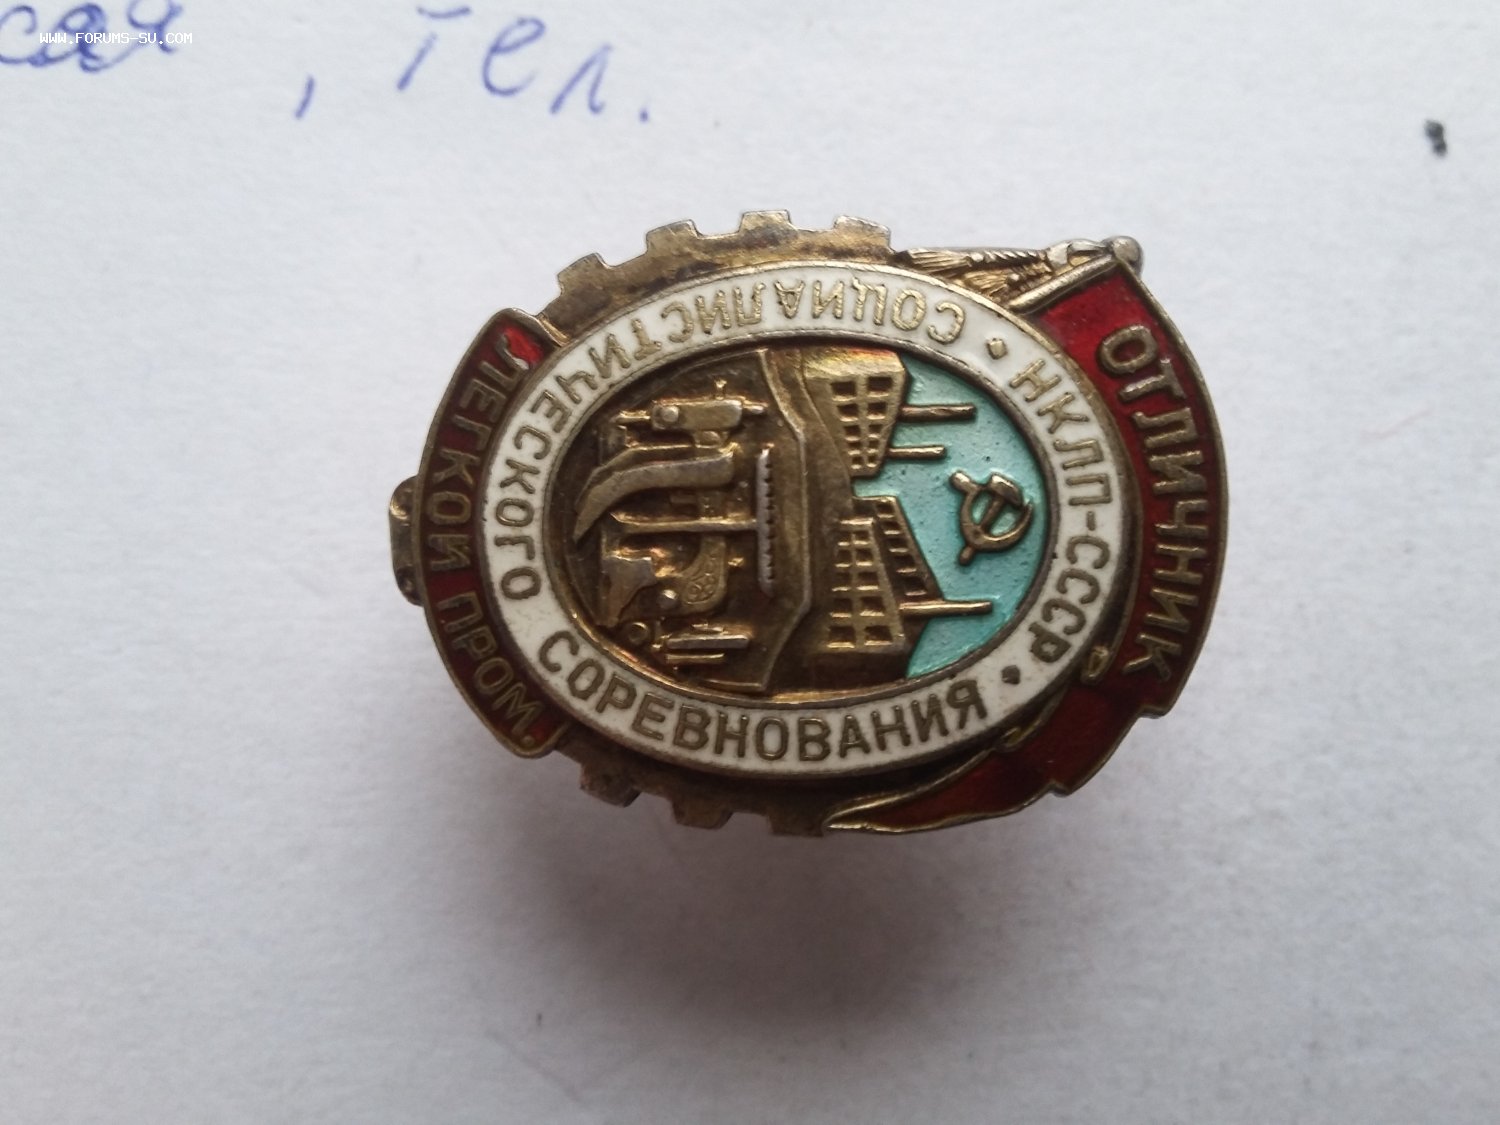 WWW.FORUMS-SU.COM
, тел.
ОТЛИЧНИК
НКЛП-СССР
СОЦИАЛИСТИЧЕСКОГО СОРЕВНОВАНИЯ
ЛЕГКОЙ ПРОМ.